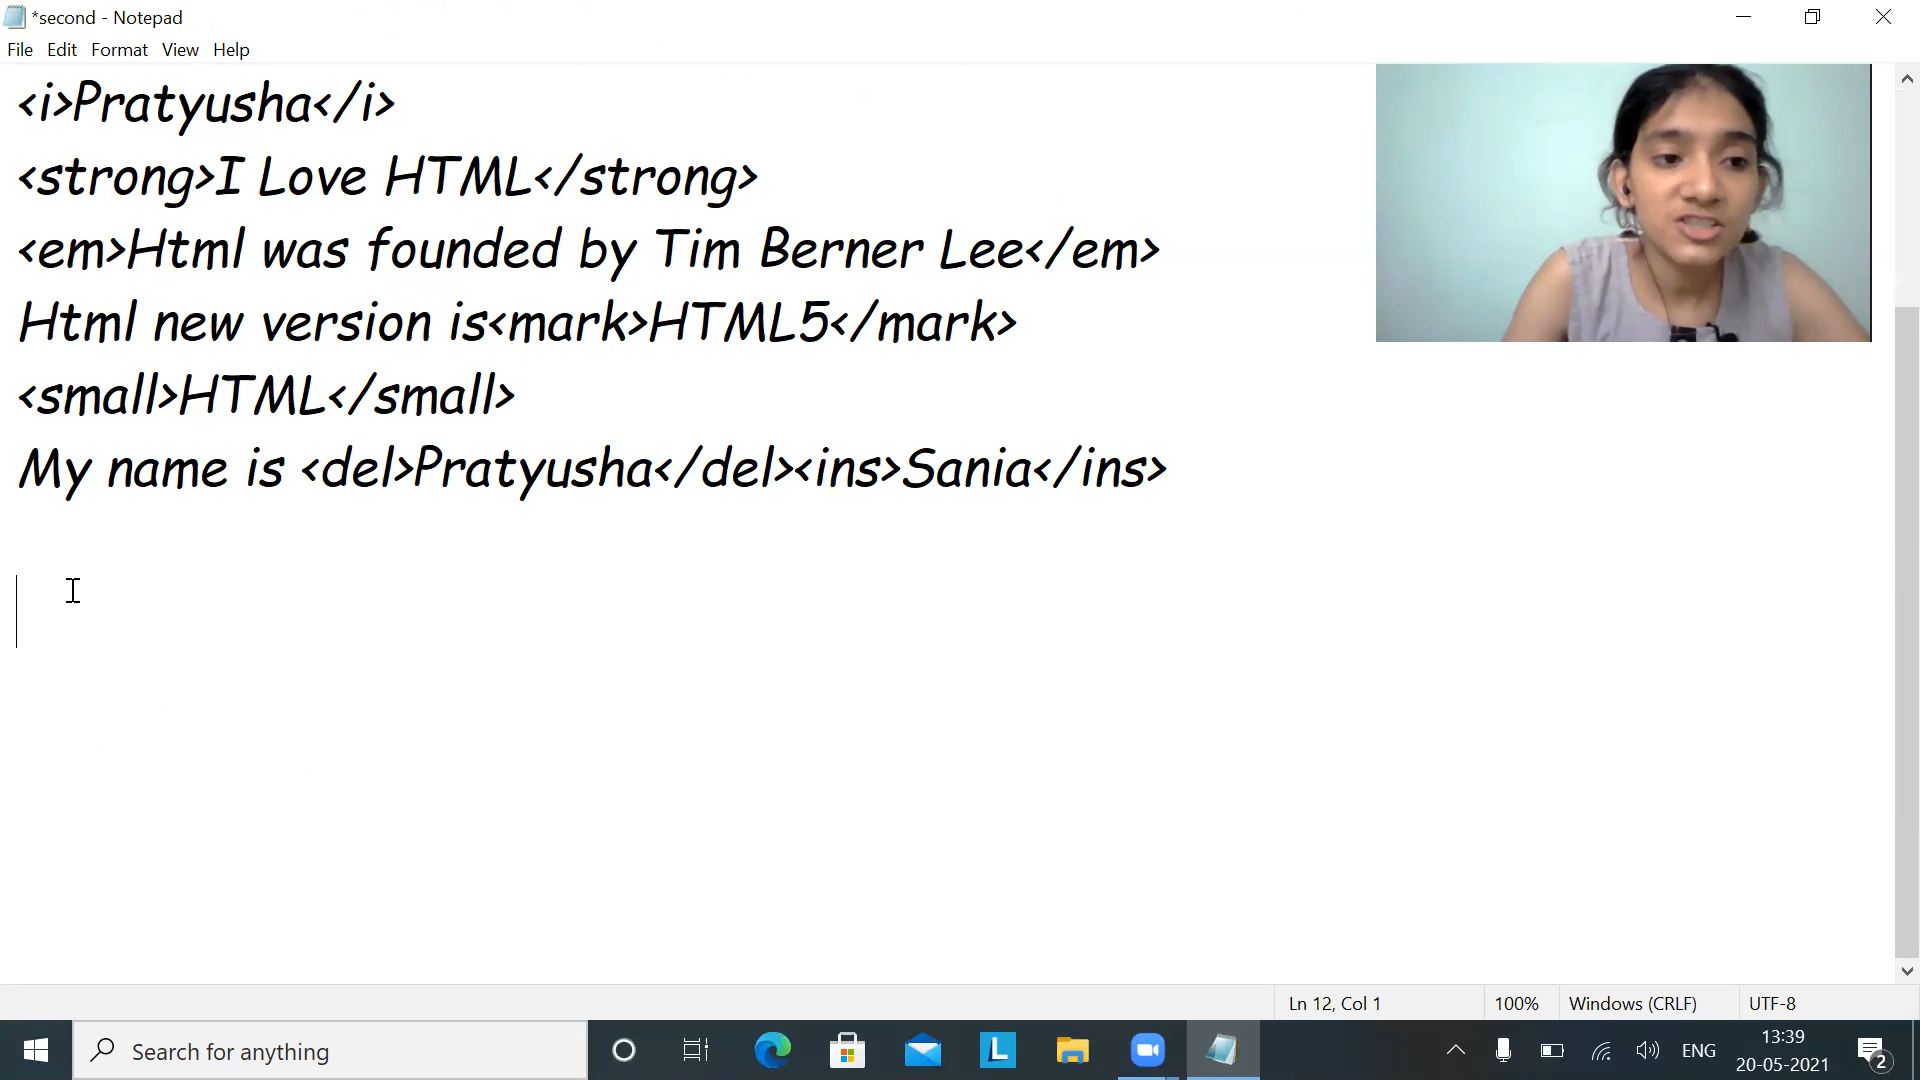 *second - Notepad
File Edit Format View Help
<i>Pratyusha</i>
<strong>I Love HTML</strong>
<em>Html was founded by Tim Berner Lee</em>
Html new version is<mark>HTML5</mark>
<small>HTML</small>
My name is <del>Pratyusha</del><ins>Sania</ins>
Ln 12, Col 1 100% Windows (CRLF) UTF-8
Search for anything
L
ENG
13:39
20-05-2021
2